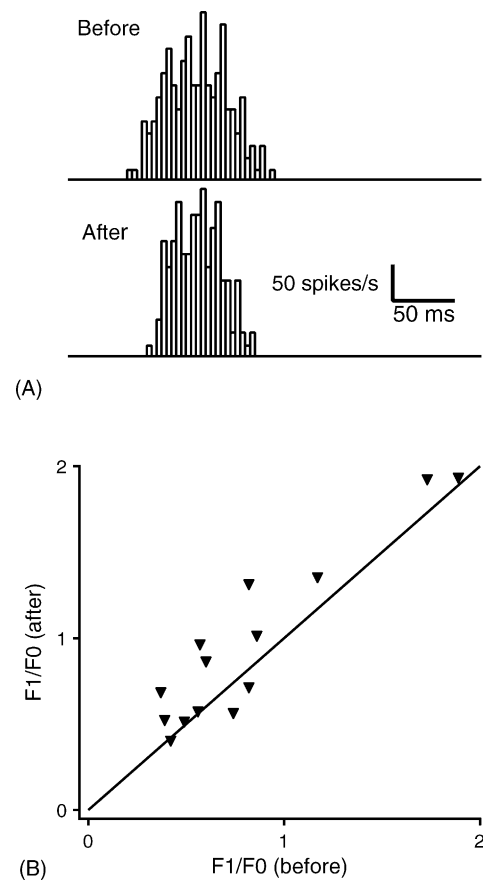 Before
After
50 spikes/s
50 ms
(A)
2
F1/F0 (after)
1
0
0
1
2
F1/F0 (before)
(B)